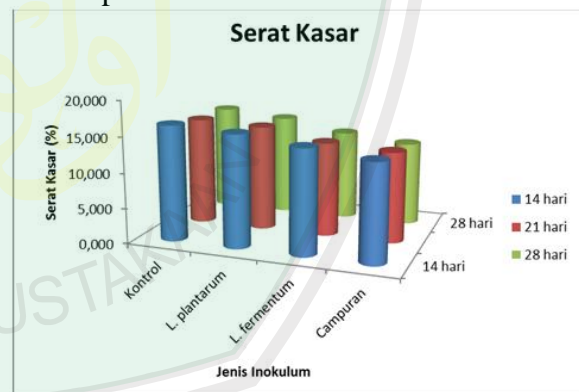 Serat Kasar
20,000
15,000
10,000
5,000
0,000
Serat Kasar (%)
Kontrol
L. plantarum
L. fermentum
Campuran
28 hari
14 hari
Jenis Inokulum
14 hari
21 hari
28 hari
USTAKAAN